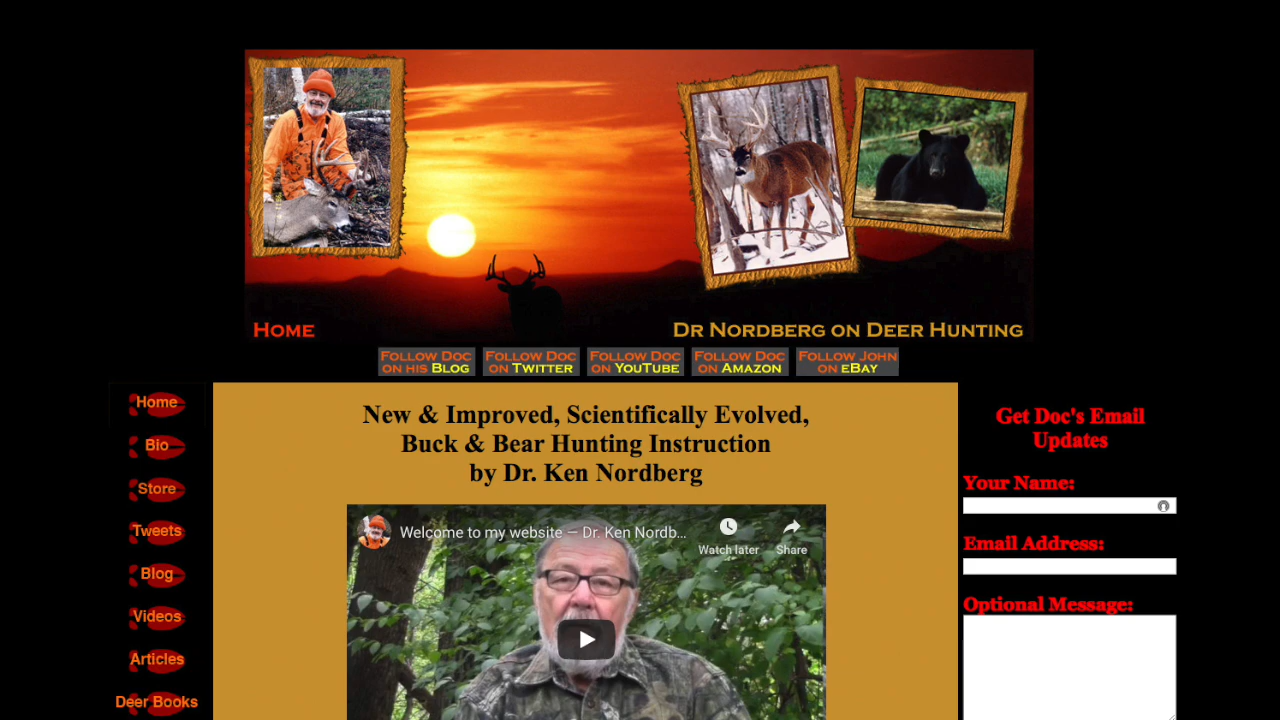 Home
Dr Nordberg on Deer Hunting
Follow Doc
on his Blog
Follow Doc
on Twitter
Follow Doc
on YouTube
Follow Doc
on Amazon
Follow John
on eBay
Home
Bio
Store
Tweets
Blog
Videos
Articles
Deer Books
New & Improved, Scientifically Evolved,
Buck & Bear Hunting Instruction
by Dr. Ken Nordberg
Welcome to my website — Dr. Ken Nordb...
Watch later
Share
Get Doc's Email
Updates
Your Name:
Email Address:
Optional Message: